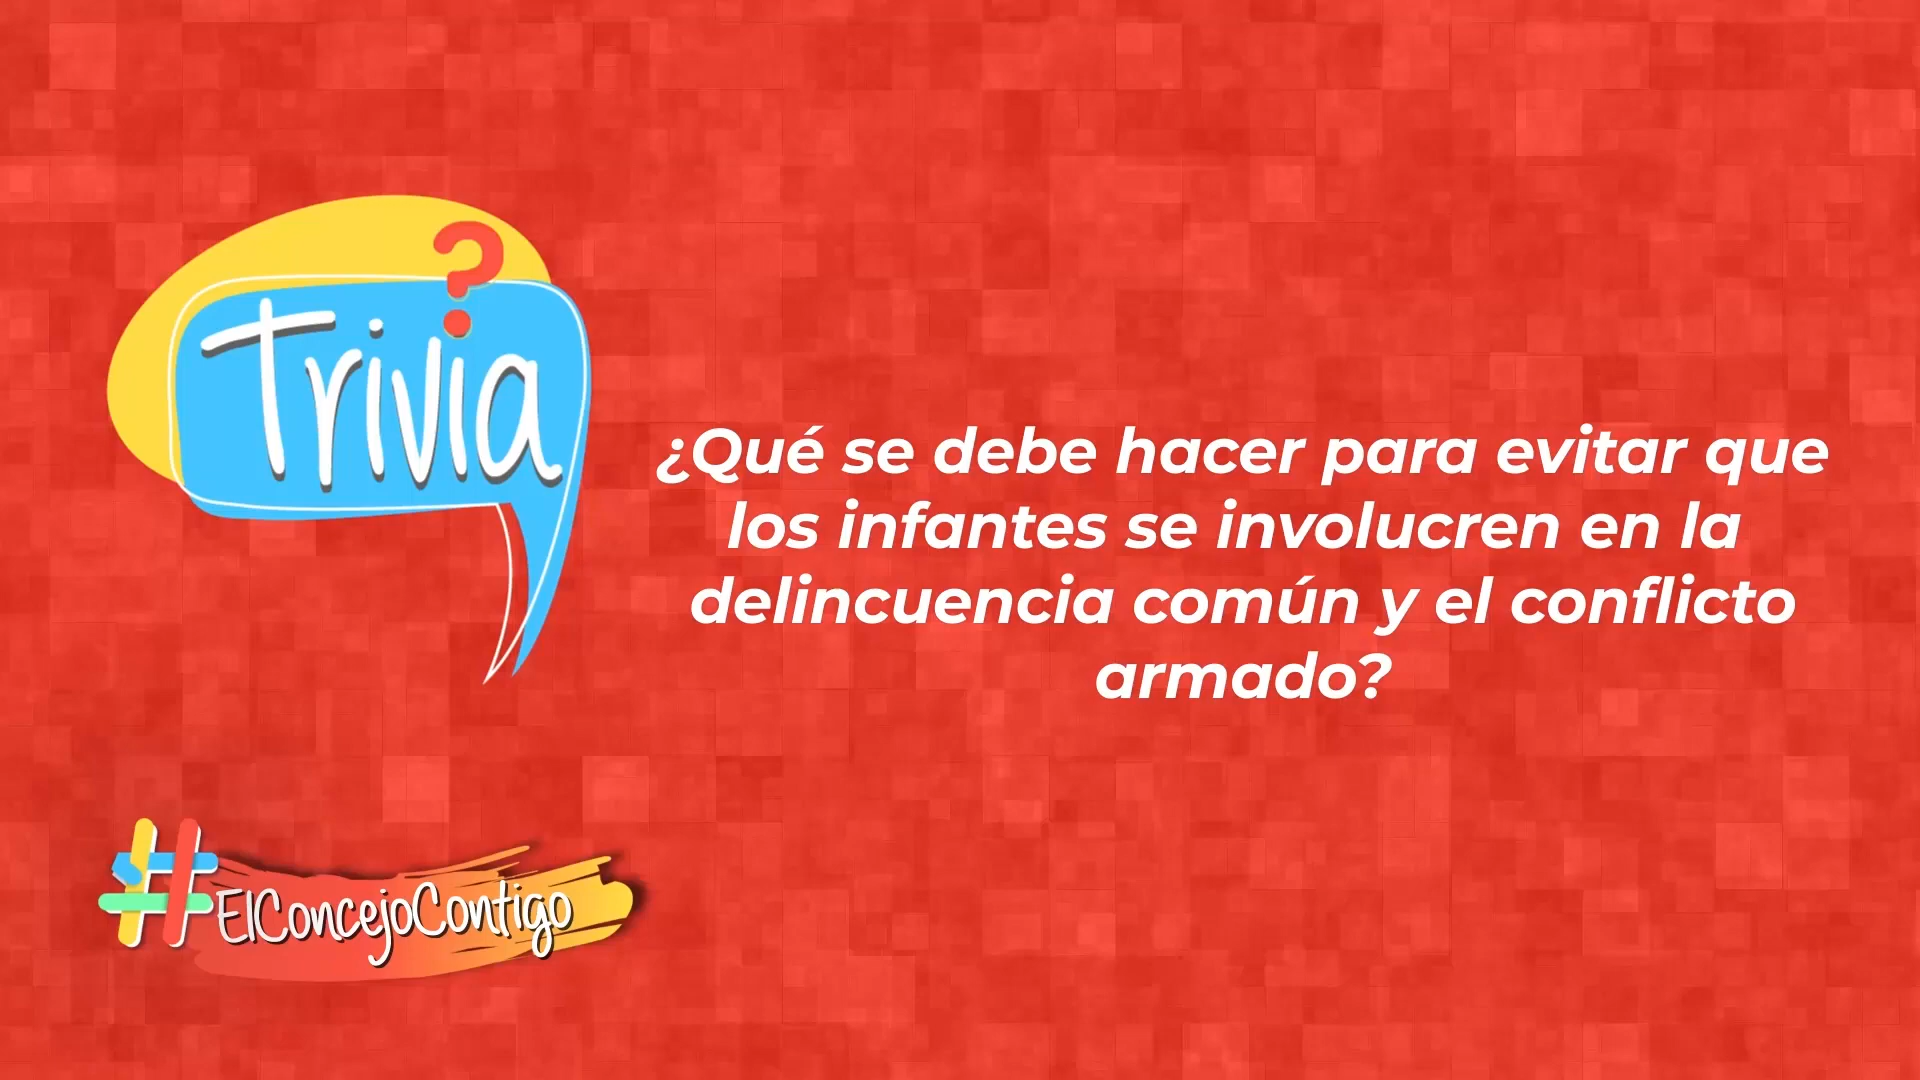 Trivia?
¿Qué se debe hacer para evitar que
los infantes se involucren en la
delincuencia común y el conflicto
armado?
#ElConcejoContigo